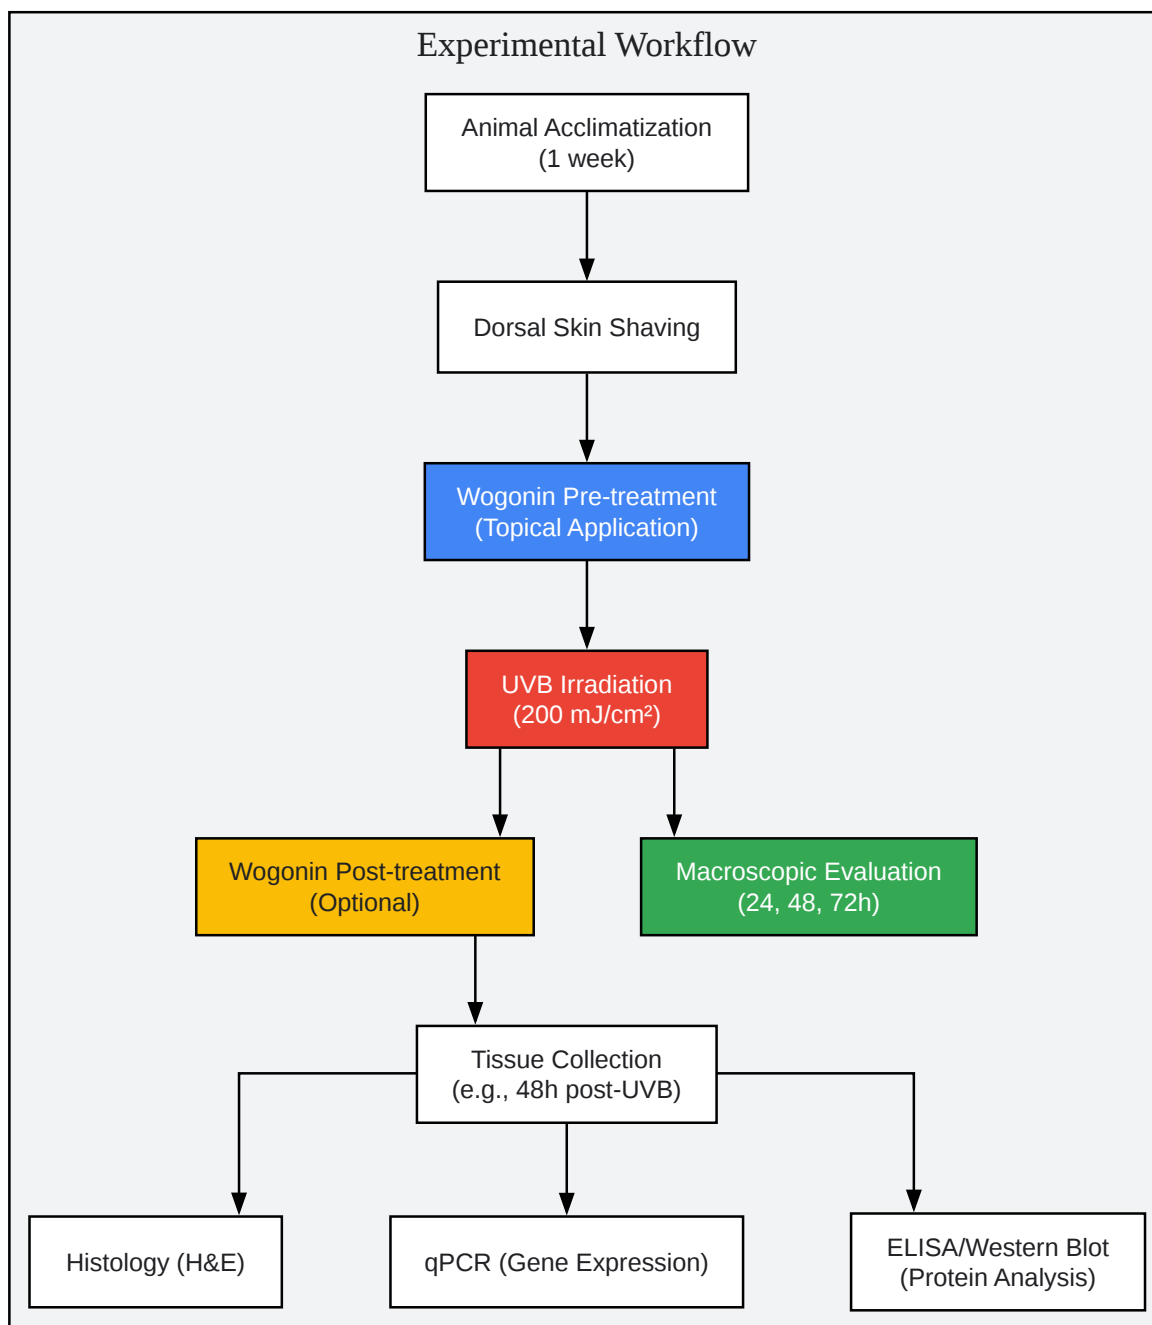 Experimental Workflow
Animal Acclimatization
(1 week)
Dorsal Skin Shaving
Wogonin Pre-treatment
(Topical Application)
UVB Irradiation
(200 mJ/cm²)
Wogonin Post-treatment
(Optional)
Macroscopic Evaluation
(24, 48, 72h)
Tissue Collection
(e.g., 48h post-UVB)
Histology (H&E)
qPCR (Gene Expression)
ELISA/Western Blot
(Protein Analysis)